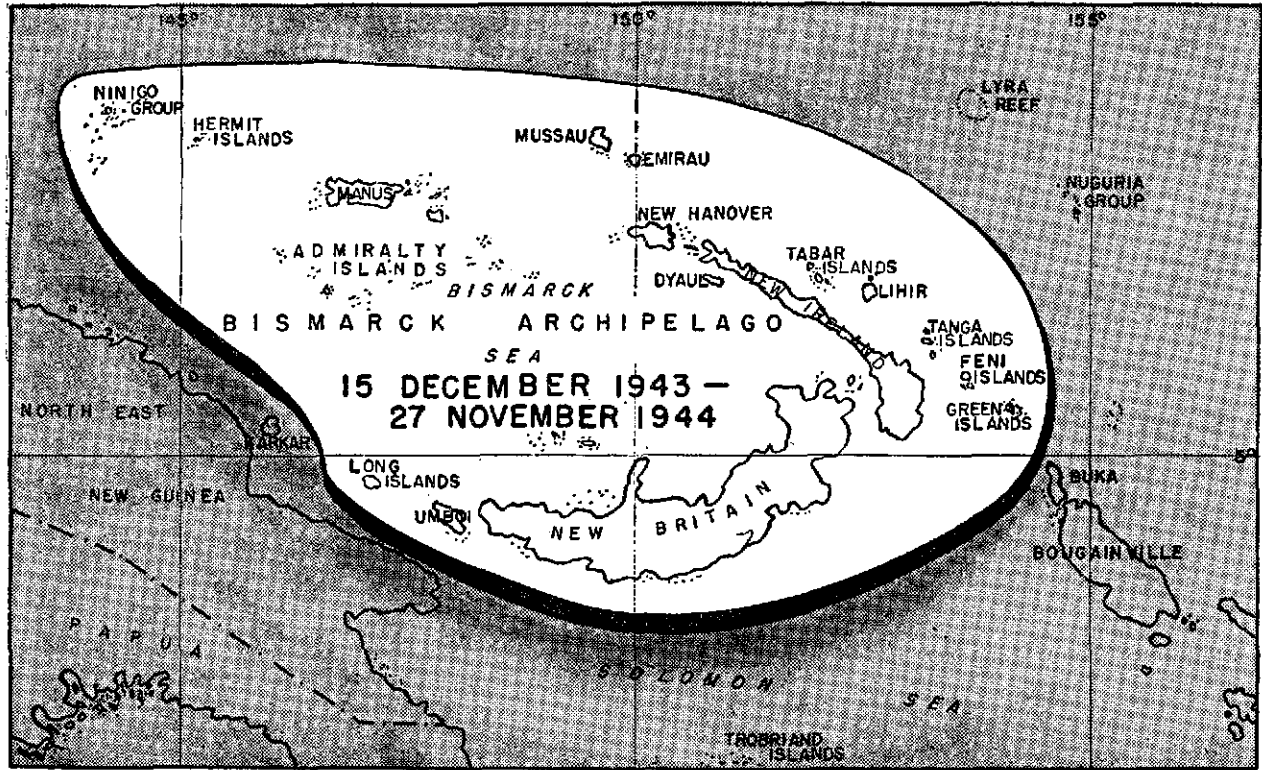 145°
150°
155°
NINIGO
GROUP
HERMIT
ISLANDS
LYRA
REEF
MUSSAU
EMIRAU
MANUS
NUGURIA
GROUP
NEW HANOVER
ADMIRALTY
ISLANDS
TABAR
ISLANDS
DYAUL
NEW IRELAND
LIHIR
BISMARCK
BISMARCK ARCHIPELAGO
SEA
TANGA
ISLANDS
FENI
ISLANDS
15 DECEMBER 1943 —
27 NOVEMBER 1944
GREEN
ISLANDS
NORTH EAST
KARKAR
5°
LONG
ISLANDS
NEW GUINEA
UMBOI
NEW BRITAIN
BUKA
BOUGAINVILLE
PAPUA
SOLOMON
SEA
TROBRIAND
ISLANDS